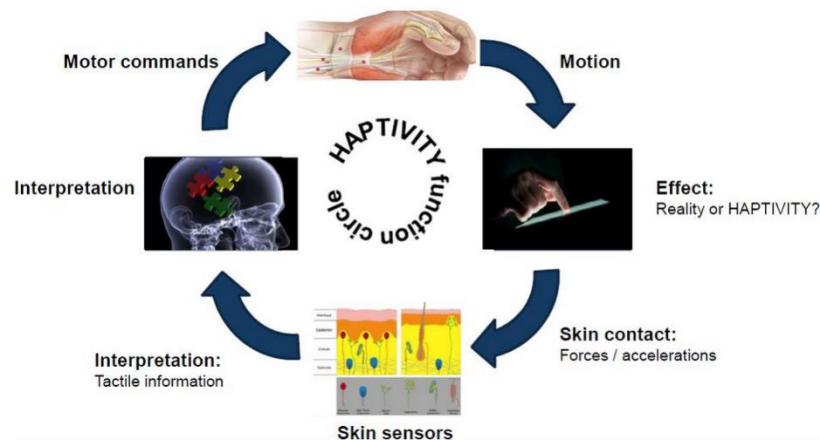 Motor commands
Motion
HAPTIVITY function circle
Interpretation
Effect:
Reality or HAPTIVITY?
Skin contact:
Forces / accelerations
Interpretation:
Tactile information
Skin sensors